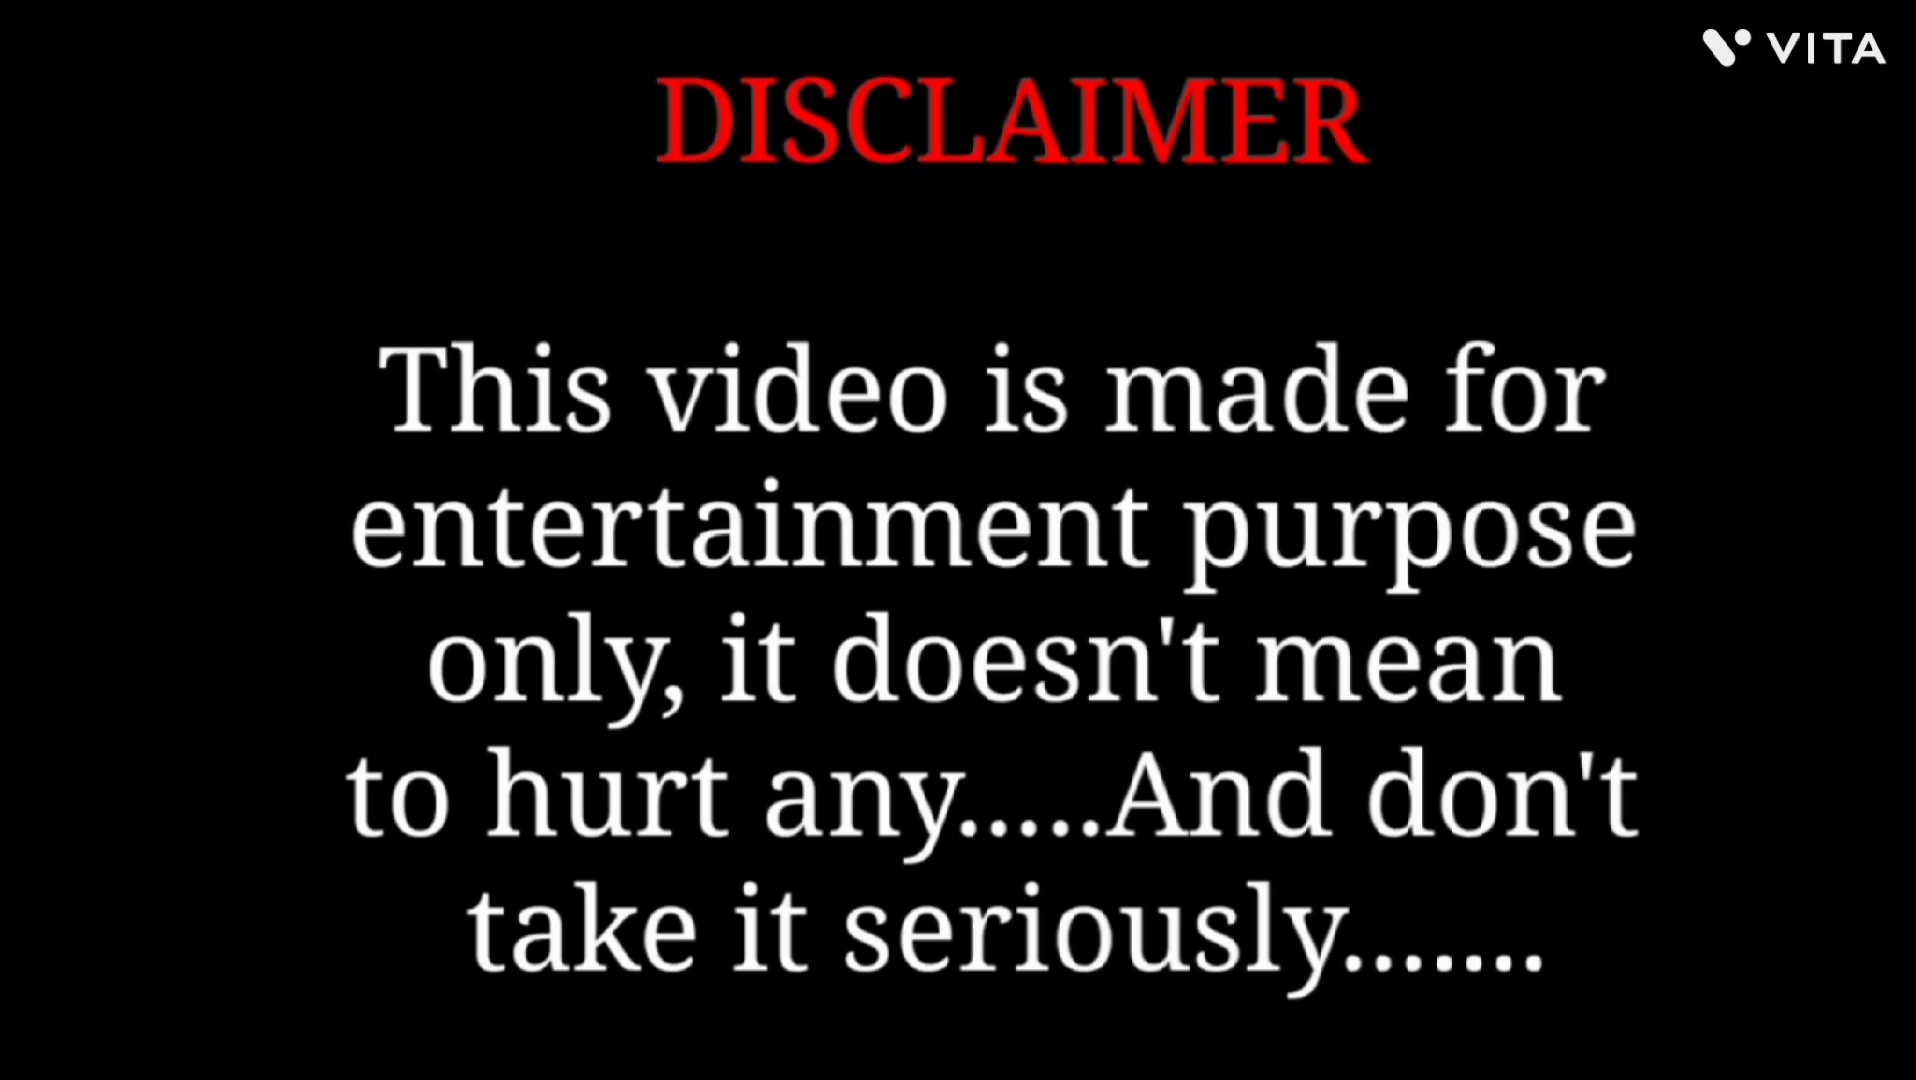 VITA
DISCLAIMER
This video is made for
entertainment purpose
only, it doesn't mean
to hurt any.....And don't
take it seriously.......